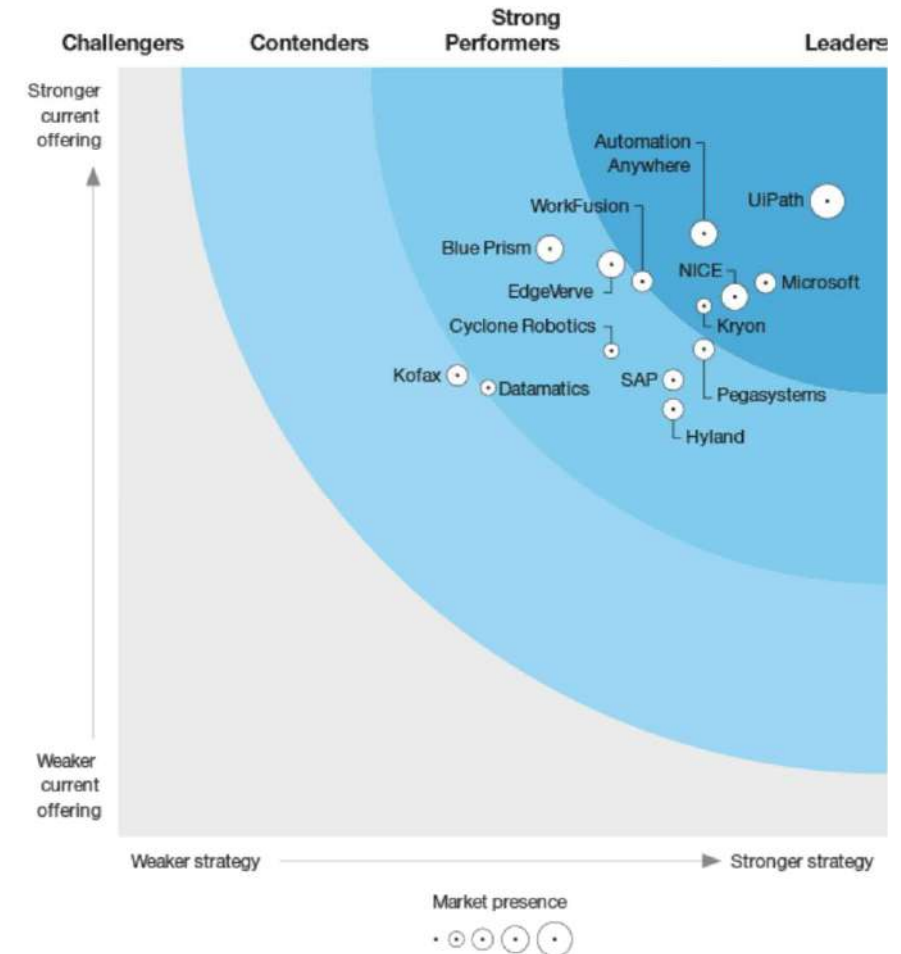 Challengers
Contenders
Strong
Performers
Leaders
Stronger
current
offering
Automation
Anywhere
UiPath
WorkFusion
Blue Prism
NICE
Microsoft
EdgeVerve
Kryon
Cyclone Robotics
Kofax
Datamatics
SAP
Pegasystems
Hyland
Weaker
current
offering
Weaker strategy
Stronger strategy
Market presence